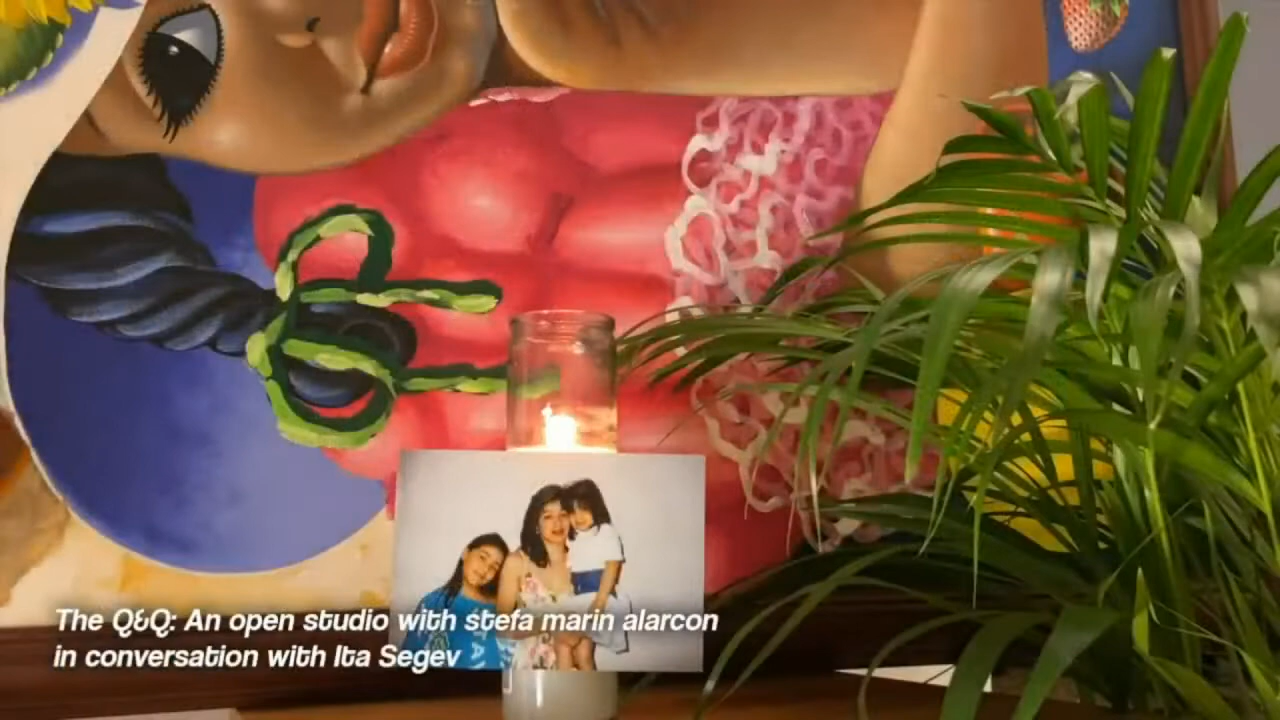 The Q&Q: An open studio with stefa marin alarcon
in conversation with Ita Segev